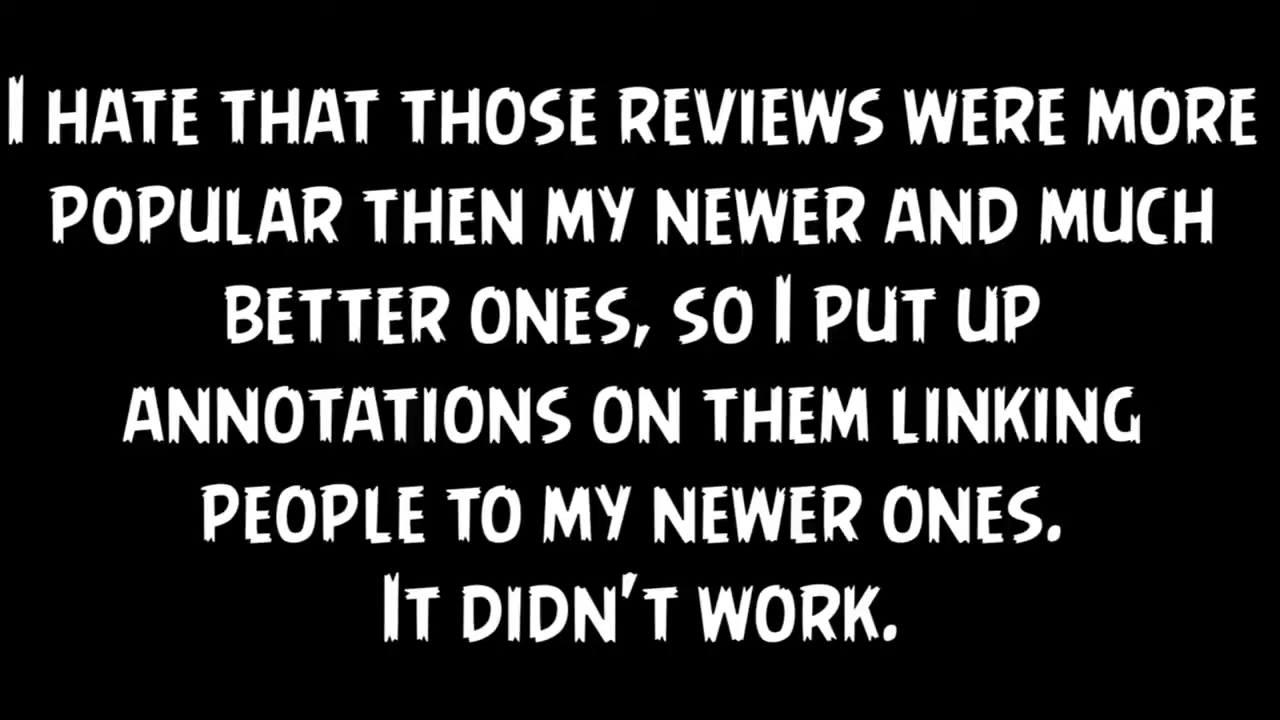 I hate that those reviews were more
popular then my newer and much
better ones, so I put up
annotations on them linking
people to my newer ones.
It didn't work.